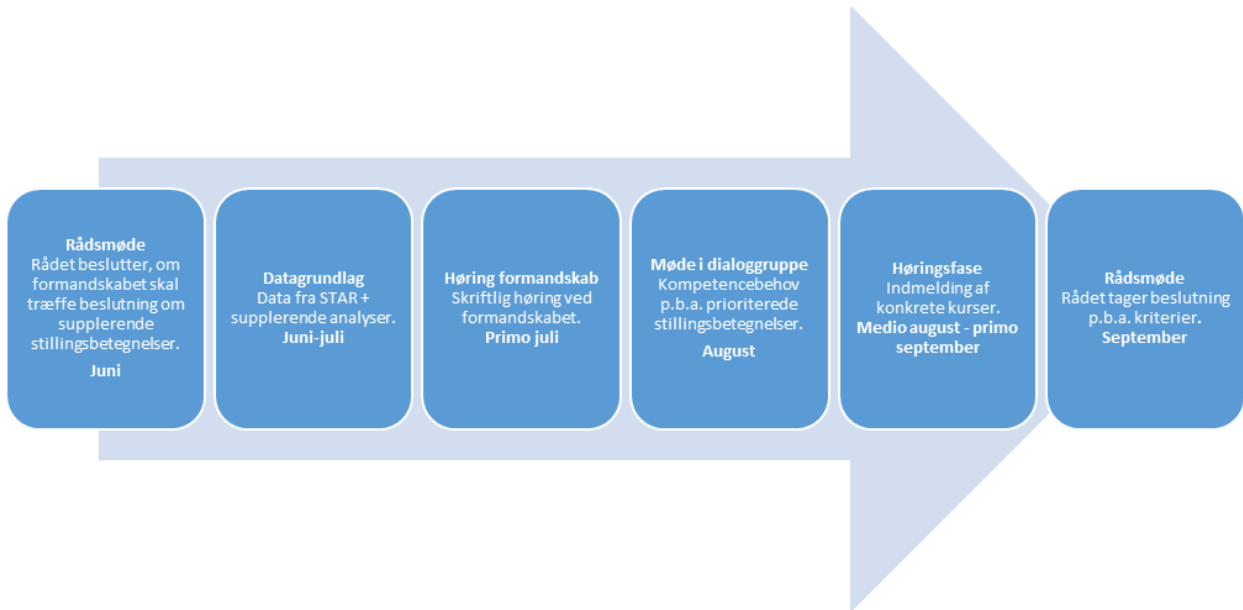 Rådsmøde
Rådet beslutter, om
formandskabet skal
træffe beslutning om
supplerende
stillingsbetegnelser.
Juni
Datagrundlag
Data fra STAR +
supplerende analyser.
Juni-juli
Høring formandskab
Skriftlig høring ved
formandskabet.
Primo juli
Møde i dialoggruppe
Kompetencebehov
p.b.a. prioriterede
stillingsbetegnelser.
August
Høringsfase
Indmelding af
konkrete kurser.
Medio august - primo
september
Rådsmøde
Rådet tager beslutning
p.b.a. kriterier.
September